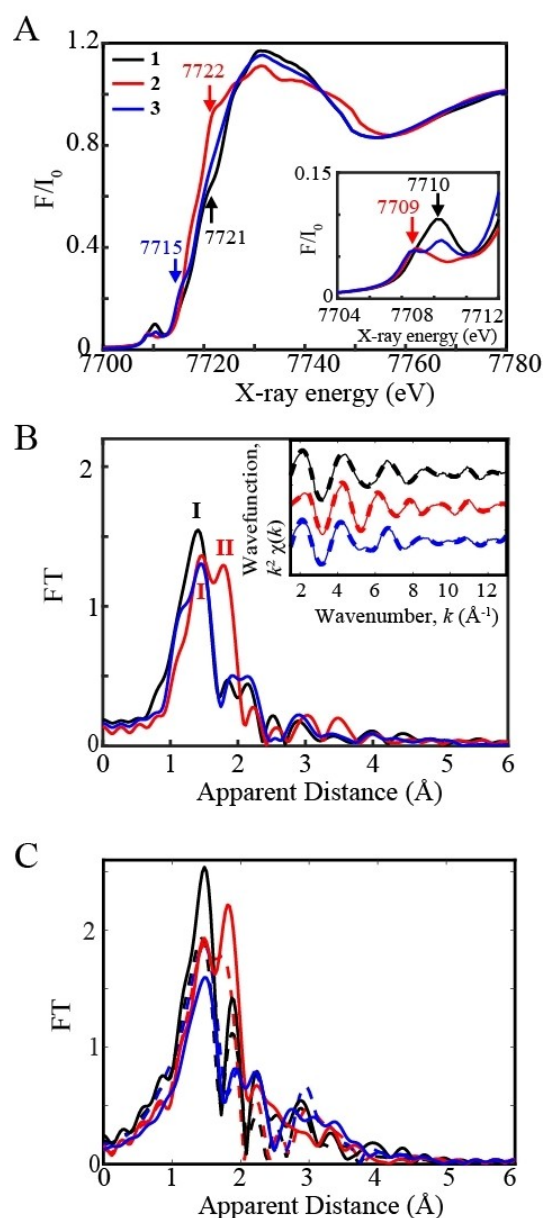 A
1.2
0.8
0.4
0
F/I₀
1
2
3
7722
7721
7715
0.15
0
F/I₀
7710
7709
7704
7708
7712
X-ray energy (eV)
7700
7720
7740
7760
7780
X-ray energy (eV)
B
2
1
0
FT
I
II
I
Wavefunction,
k² χ(k)
2
4
6
8
10
12
Wavenumber, k (Å⁻¹)
0
1
2
3
4
5
6
Apparent Distance (Å)
C
2
1
0
FT
0
1
2
3
4
5
6
Apparent Distance (Å)